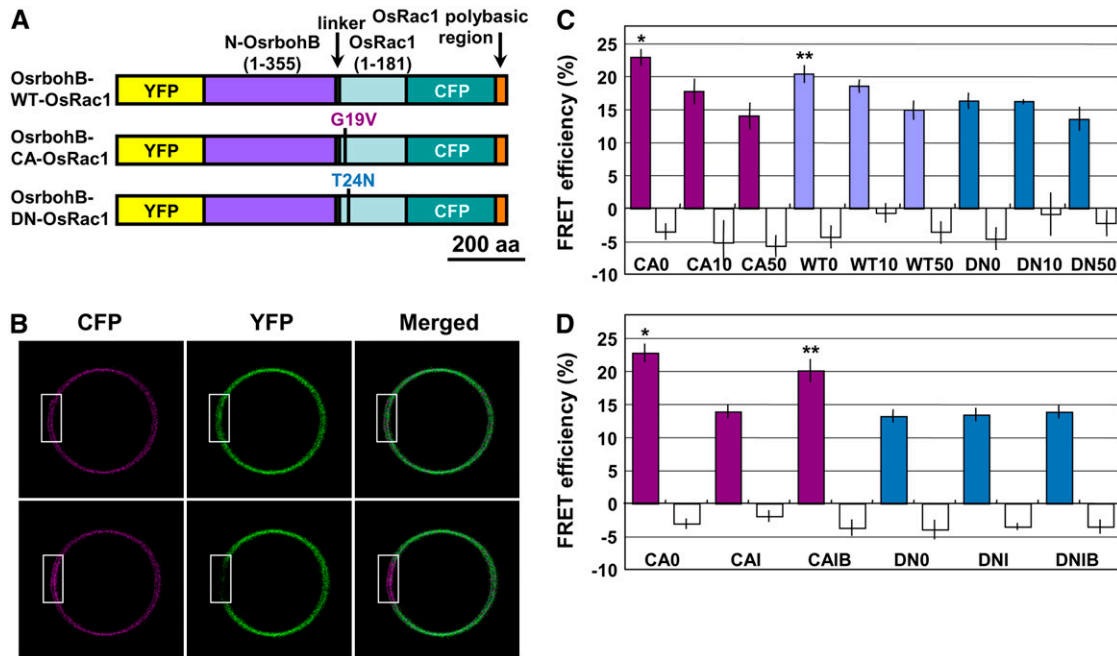 A
linker
OsRac1 polybasic
region
N-OsrbohB
(1-355)
OsRac1
(1-181)
OsrbohB-
WT-OsRac1
YFP
CFP
G19V
OsrbohB-
CA-OsRac1
YFP
CFP
T24N
OsrbohB-
DN-OsRac1
YFP
CFP
200 aa
B
CFP YFP Merged
C
FRET efficiency (%)
25
20
15
10
5
0
-5
-10
* **
CA0 CA10 CA50 WT0 WT10 WT50 DN0 DN10 DN50
D
FRET efficiency (%)
25
20
15
10
5
0
-5
-10
* **
CA0 CAI CAIB DN0 DNI DNIB